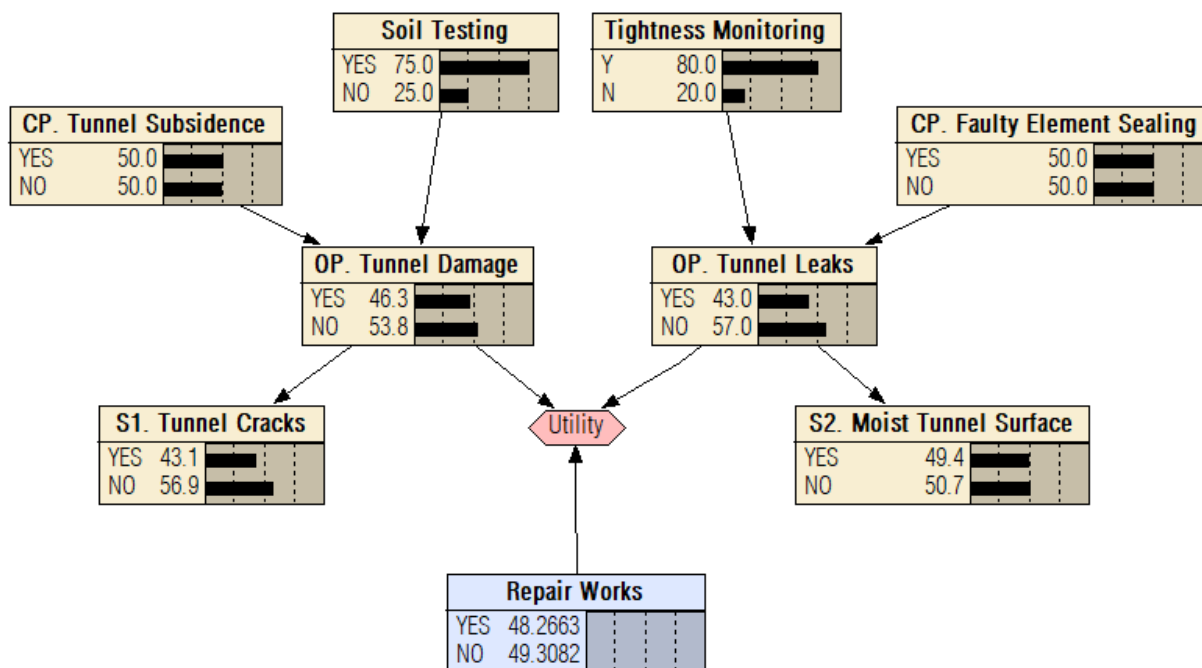 Soil Testing
YES 75.0
NO 25.0
Tightness Monitoring
Y 80.0
N 20.0
CP. Tunnel Subsidence
YES 50.0
NO 50.0
CP. Faulty Element Sealing
YES 50.0
NO 50.0
OP. Tunnel Damage
YES 46.3
NO 53.8
OP. Tunnel Leaks
YES 43.0
NO 57.0
S1. Tunnel Cracks
YES 43.1
NO 56.9
Utility
S2. Moist Tunnel Surface
YES 49.4
NO 50.7
Repair Works
YES 48.2663
NO 49.3082